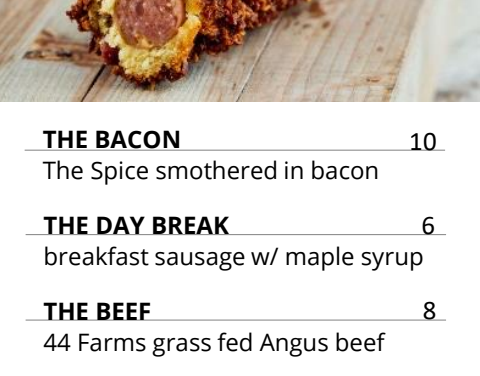 THE BACON 10
The Spice smothered in bacon
THE DAY BREAK 6
breakfast sausage w/ maple syrup
THE BEEF 8
44 Farms grass fed Angus beef